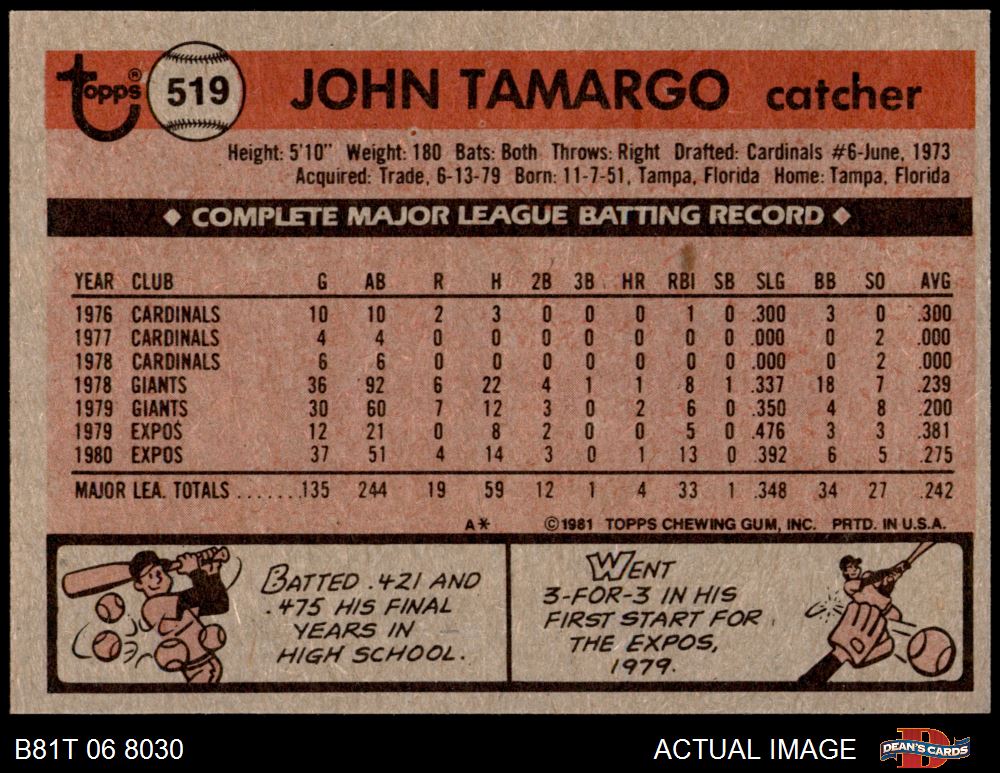 topps® 519 JOHN TAMARGO catcher
Height: 5'10" Weight: 180 Bats: Both Throws: Right Drafted: Cardinals #6-June, 1973
Acquired: Trade, 6-13-79 Born: 11-7-51, Tampa, Florida Home: Tampa, Florida
◆ COMPLETE MAJOR LEAGUE BATTING RECORD ◆
YEAR CLUB G AB R H 2B 3B HR RBI SB SLG BB SO AVG
1976 CARDINALS 10 10 2 3 0 0 0 1 0 .300 3 0 .300
1977 CARDINALS 4 4 0 0 0 0 0 0 0 .000 0 2 .000
1978 CARDINALS 6 6 0 0 0 0 0 0 0 .000 0 2 .000
1978 GIANTS 36 92 6 22 4 1 1 8 1 .337 18 7 .239
1979 GIANTS 30 60 7 12 3 0 2 6 0 .350 4 8 .200
1979 EXPOS 12 21 0 8 2 0 0 5 0 .476 3 3 .381
1980 EXPOS 37 51 4 14 3 0 1 13 0 .392 6 5 .275
MAJOR LEA. TOTALS.......135 244 19 59 12 1 4 33 1 .348 34 27 .242
A* ©1981 TOPPS CHEWING GUM, INC. PRTD. IN U.S.A.
BATTED .421 AND
.475 HIS FINAL
YEARS IN
HIGH SCHOOL.
WENT
3-FOR-3 IN HIS
FIRST START FOR
THE EXPOS,
1979.
B81T 06 8030 ACTUAL IMAGE DEAN'S CARDS